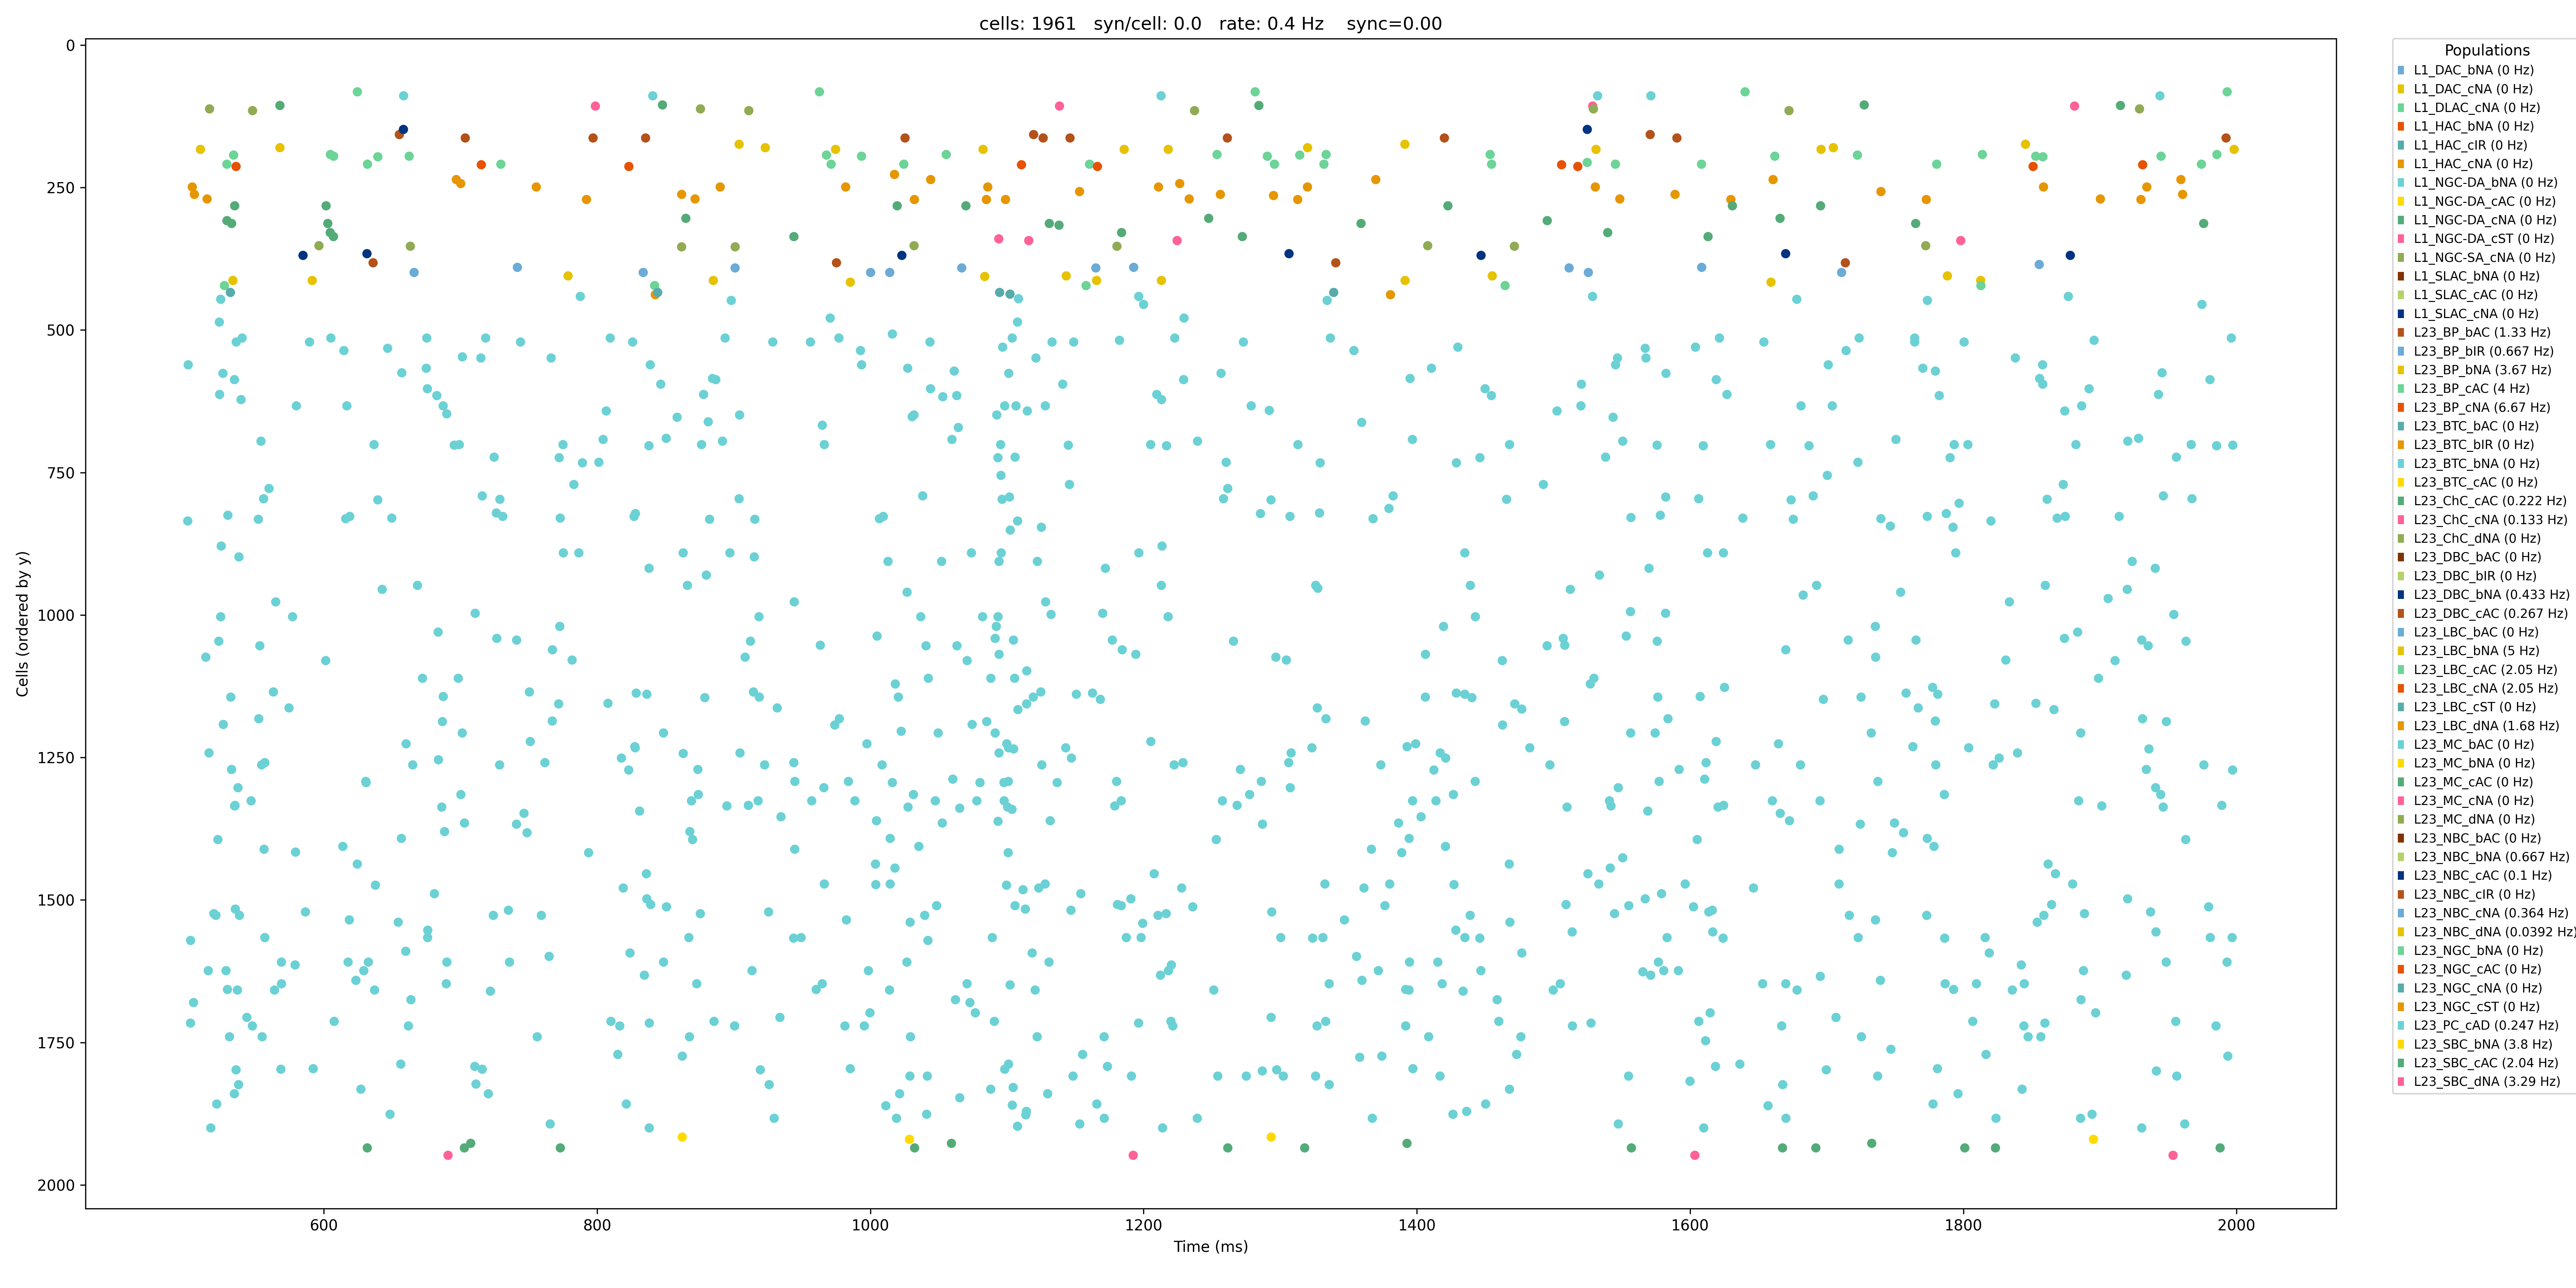 cells: 1961   syn/cell: 0.0   rate: 0.4 Hz    sync=0.00
Cells (ordered by y)
0
250
500
750
1000
1250
1500
1750
2000
600
800
1000
1200
1400
1600
1800
2000
Time (ms)
Populations
L1_DAC_bNA (0 Hz)
L1_DAC_cNA (0 Hz)
L1_DLAC_cNA (0 Hz)
L1_HAC_bNA (0 Hz)
L1_HAC_cIR (0 Hz)
L1_HAC_cNA (0 Hz)
L1_NGC-DA_bNA (0 Hz)
L1_NGC-DA_cAC (0 Hz)
L1_NGC-DA_cNA (0 Hz)
L1_NGC-DA_cST (0 Hz)
L1_NGC-SA_cNA (0 Hz)
L1_SLAC_bNA (0 Hz)
L1_SLAC_cAC (0 Hz)
L1_SLAC_cNA (0 Hz)
L23_BP_bAC (1.33 Hz)
L23_BP_bIR (0.667 Hz)
L23_BP_bNA (3.67 Hz)
L23_BP_cAC (4 Hz)
L23_BP_cNA (6.67 Hz)
L23_BTC_bAC (0 Hz)
L23_BTC_bIR (0 Hz)
L23_BTC_bNA (0 Hz)
L23_BTC_cAC (0 Hz)
L23_ChC_cAC (0.222 Hz)
L23_ChC_cNA (0.133 Hz)
L23_ChC_dNA (0 Hz)
L23_DBC_bAC (0 Hz)
L23_DBC_bIR (0 Hz)
L23_DBC_bNA (0.433 Hz)
L23_DBC_cAC (0.267 Hz)
L23_LBC_bAC (0 Hz)
L23_LBC_bNA (5 Hz)
L23_LBC_cAC (2.05 Hz)
L23_LBC_cNA (2.05 Hz)
L23_LBC_cST (0 Hz)
L23_LBC_dNA (1.68 Hz)
L23_MC_bAC (0 Hz)
L23_MC_bNA (0 Hz)
L23_MC_cAC (0 Hz)
L23_MC_cNA (0 Hz)
L23_MC_dNA (0 Hz)
L23_NBC_bAC (0 Hz)
L23_NBC_bNA (0.667 Hz)
L23_NBC_cAC (0.1 Hz)
L23_NBC_cIR (0 Hz)
L23_NBC_cNA (0.364 Hz)
L23_NBC_dNA (0.0392 Hz)
L23_NGC_bNA (0 Hz)
L23_NGC_cAC (0 Hz)
L23_NGC_cNA (0 Hz)
L23_NGC_cST (0 Hz)
L23_PC_cAD (0.247 Hz)
L23_SBC_bNA (3.8 Hz)
L23_SBC_cAC (2.04 Hz)
L23_SBC_dNA (3.29 Hz)